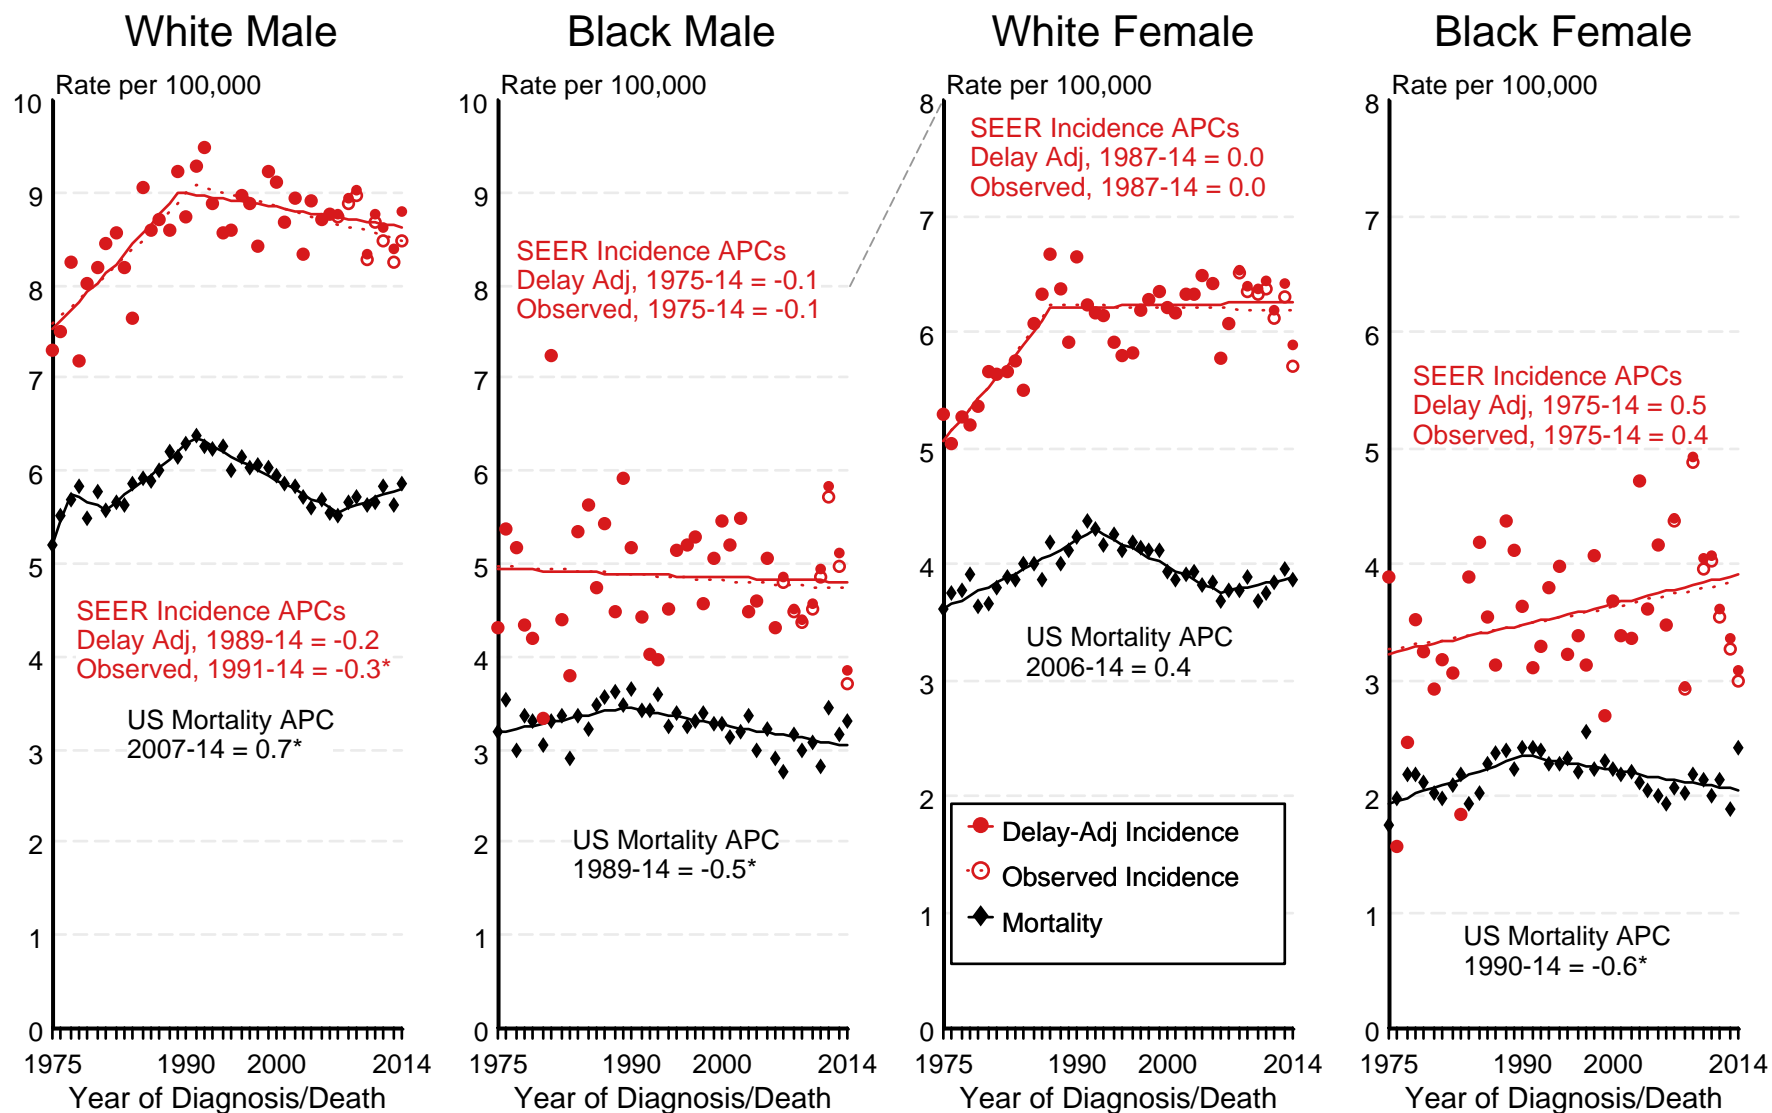 White Male
Rate per 100,000
10
9
8
7
6
5
4
3
2
1
0
SEER Incidence APCs
Delay Adj, 1989-14 = -0.2
Observed, 1991-14 = -0.3*
US Mortality APC
2007-14 = 0.7*
1975 1990 2000 2014
Year of Diagnosis/Death
Black Male
Rate per 100,000
10
9
8
7
6
5
4
3
2
1
0
SEER Incidence APCs
Delay Adj, 1975-14 = -0.1
Observed, 1975-14 = -0.1
US Mortality APC
1989-14 = -0.5*
1975 1990 2000 2014
Year of Diagnosis/Death
White Female
Rate per 100,000
8
7
6
5
4
3
2
1
0
SEER Incidence APCs
Delay Adj, 1987-14 = 0.0
Observed, 1987-14 = 0.0
US Mortality APC
2006-14 = 0.4
Delay-Adj Incidence
Observed Incidence
Mortality
1975 1990 2000 2014
Year of Diagnosis/Death
Black Female
Rate per 100,000
8
7
6
5
4
3
2
1
0
SEER Incidence APCs
Delay Adj, 1975-14 = 0.5
Observed, 1975-14 = 0.4
US Mortality APC
1990-14 = -0.6*
1975 1990 2000 2014
Year of Diagnosis/Death